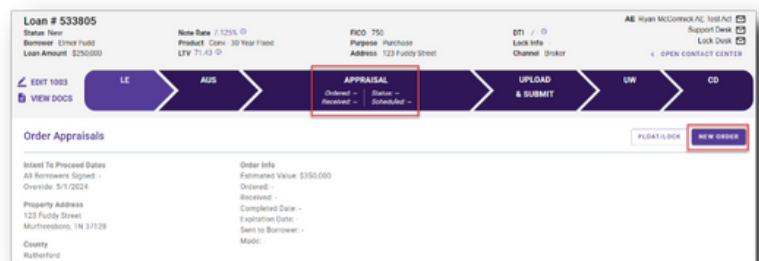 Loan # 533805
Status New
Borrower Elmer Fudd
Loan Amount $250,000
Note Rate 7.125%
Product Conv - 30 Year Fixed
LTV 71.43
FICO 750
Purpose Purchase
Address 123 Fuddy Street
DTI - / -
Lock Info -
Channel Broker
AE Ryan McCormick AE Test Act
Support Desk
Lock Desk
< OPEN CONTACT CENTER
EDIT 1003
VIEW DOCS
LE
AUS
APPRAISAL
Ordered: -- Status: --
Received: -- Scheduled: --
UPLOAD
& SUBMIT
UW
CD
Order Appraisals
FLOAT/LOCK
NEW ORDER
Intent To Proceed Dates
All Borrowers Signed: -
Override: 5/1/2024
Property Address
123 Fuddy Street
Murfreesboro, TN 37128
County
Rutherford
Order Info
Estimated Value: $350,000
Ordered: -
Received: -
Completed Date: -
Expiration Date: -
Sent to Borrower: -
Mode: -